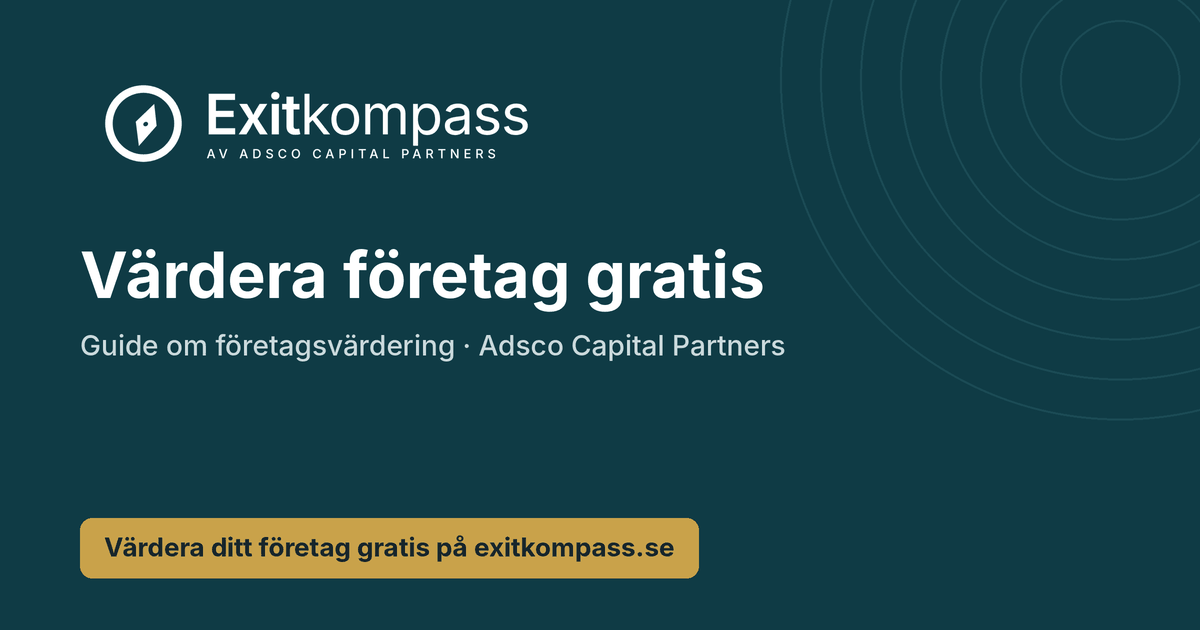 Exitkompass
AV ADSCO CAPITAL PARTNERS
Värdera företag gratis
Guide om företagsvärdering · Adsco Capital Partners
Värdera ditt företag gratis på exitkompass.se